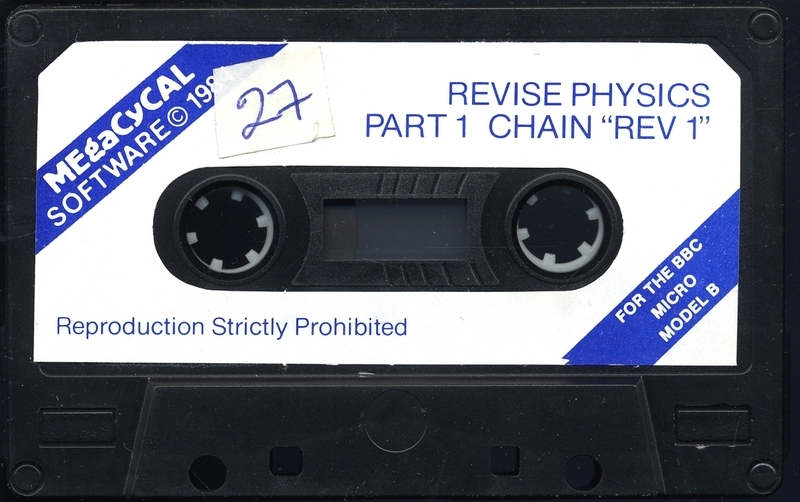 MEgaCyCAL
SOFTWARE © 198
27
REVISE PHYSICS
PART 1 CHAIN “REV 1”
FOR THE BBC
MICRO
MODEL B
Reproduction Strictly Prohibited